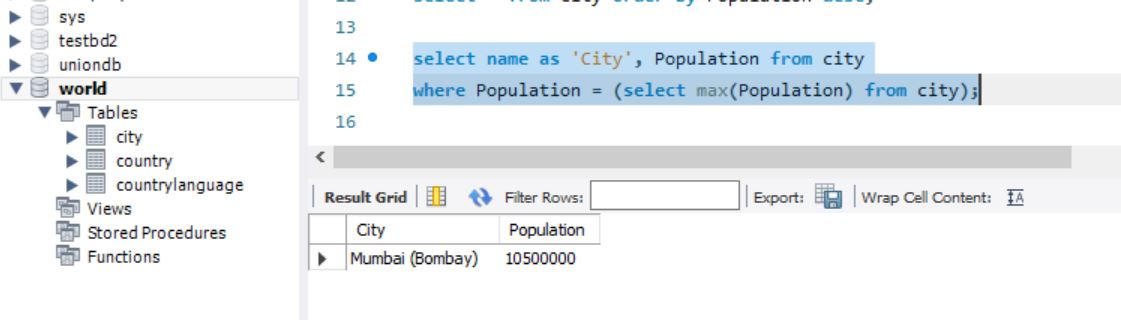 sys
testbd2
uniondb
world
Tables
city
country
countrylanguage
Views
Stored Procedures
Functions
13
14 select name as 'City', Population from city
15 where Population = (select max(Population) from city);
16
Result Grid Filter Rows: Export: Wrap Cell Content:
City Population
Mumbai (Bombay) 10500000